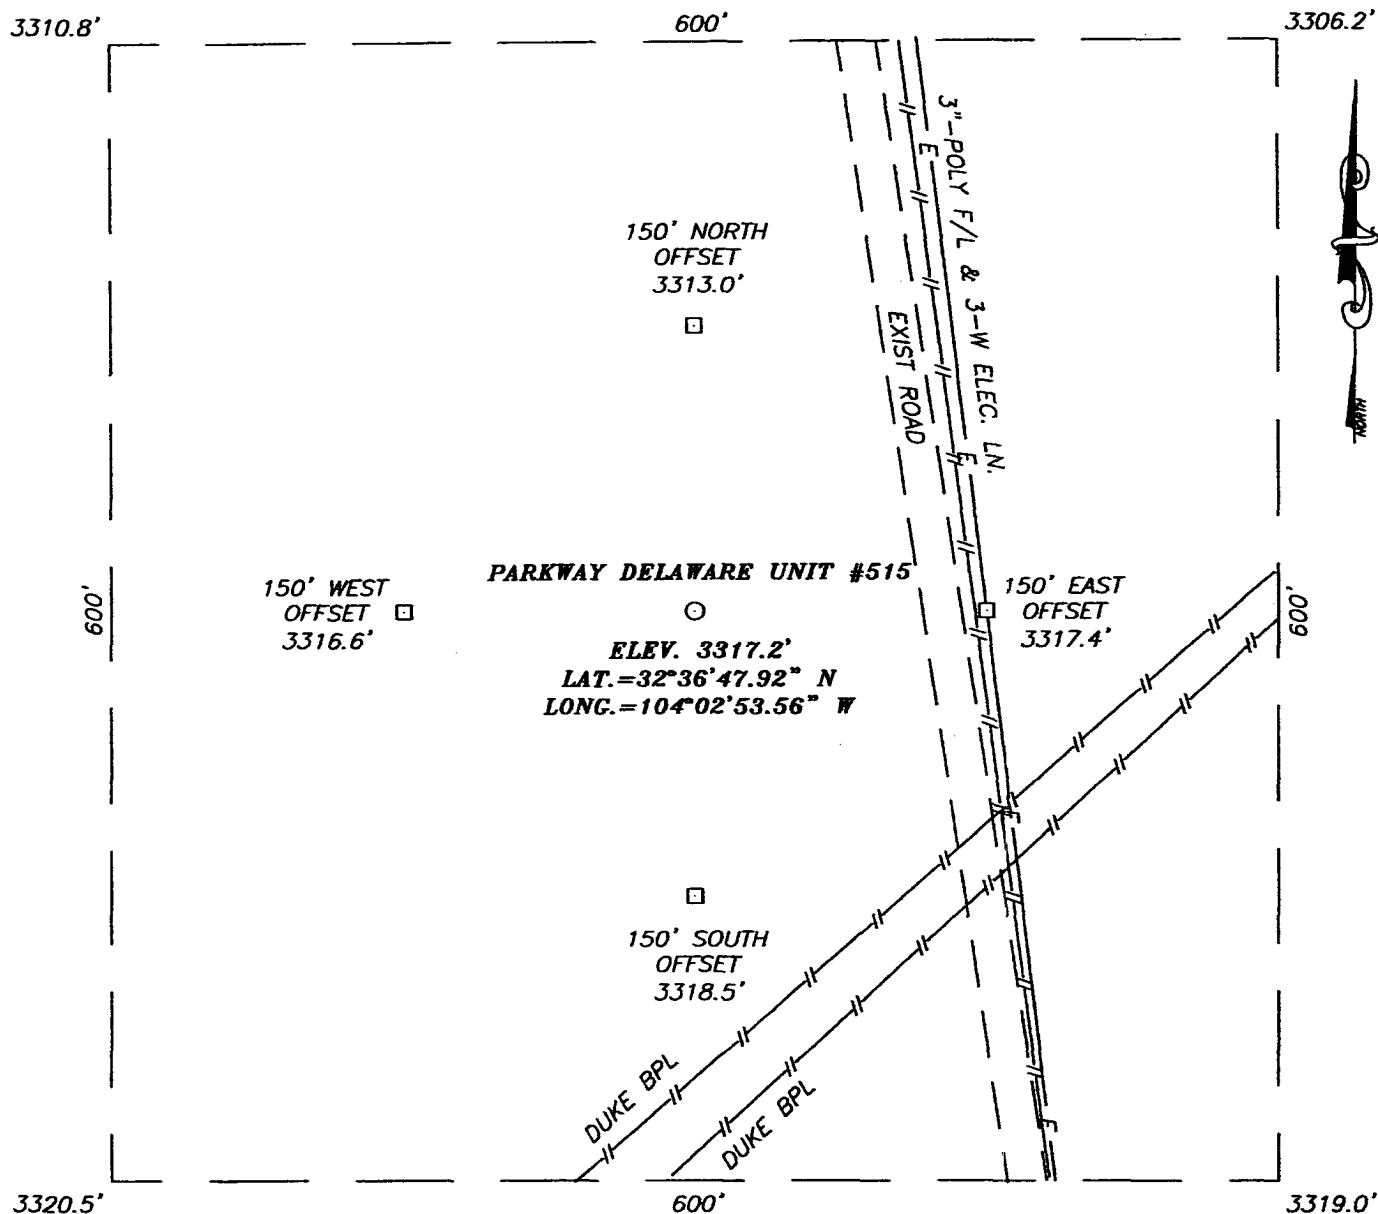 3310.8'
600'
3306.2'
3"-POLY F/L & 3-W ELEC. LN.
E
150' NORTH
OFFSET
3313.0'
NORTH
EXIST ROAD
E
PARKWAY DELAWARE UNIT #515
150' WEST
OFFSET
3316.6'
600'
150' EAST
OFFSET
3317.4'
600'
ELEV. 3317.2'
LAT.=32°36'47.92" N
LONG.=104°02'53.56" W
E
150' SOUTH
OFFSET
3318.5'
E
DUKE BPL
DUKE BPL
E
3320.5'
600'
3319.0'